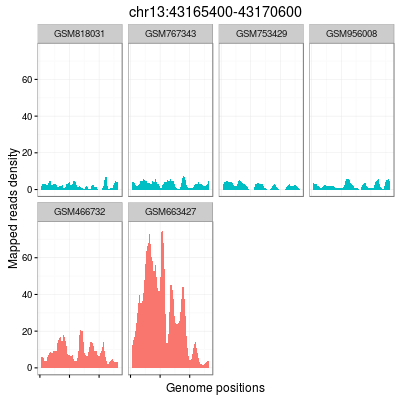 chr13:43165400-43170600
GSM818031 GSM767343 GSM753429 GSM956008
60
40
20
0
Mapped reads density
GSM466732 GSM663427
60
40
20
0
Genome positions